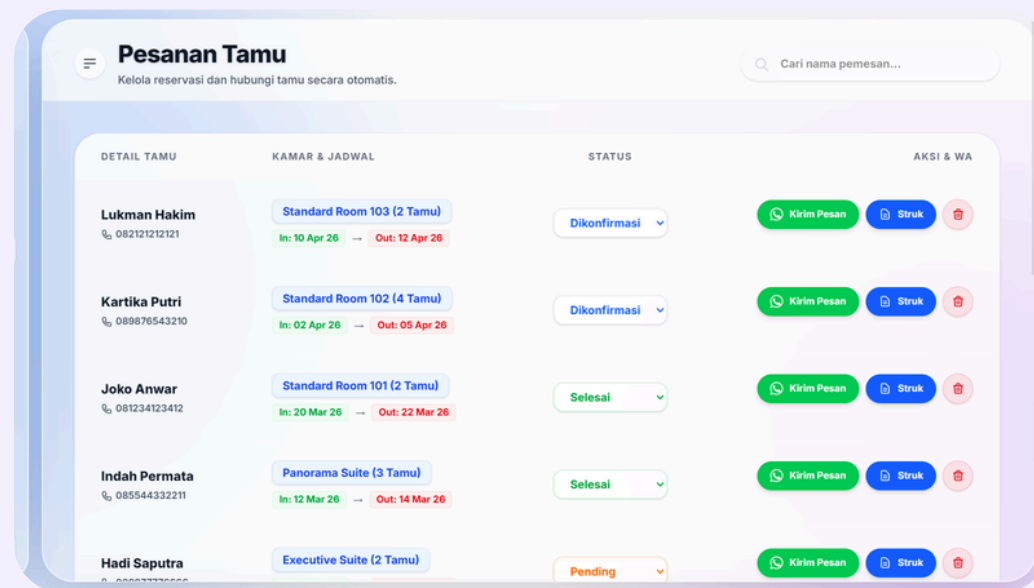 Pesanan Tamu
Kelola reservasi dan hubungi tamu secara otomatis.
Cari nama pemesan...
DETAIL TAMU KAMAR & JADWAL STATUS AKSI & WA
Lukman Hakim
082121212121
Standard Room 103 (2 Tamu)
In: 10 Apr 26 → Out: 12 Apr 26
Dikonfirmasi
Kirim Pesan Struk
Kartika Putri
089876543210
Standard Room 102 (4 Tamu)
In: 02 Apr 26 → Out: 05 Apr 26
Dikonfirmasi
Kirim Pesan Struk
Joko Anwar
081234123412
Standard Room 101 (2 Tamu)
In: 20 Mar 26 → Out: 22 Mar 26
Selesai
Kirim Pesan Struk
Indah Permata
085544332211
Panorama Suite (3 Tamu)
In: 12 Mar 26 → Out: 14 Mar 26
Selesai
Kirim Pesan Struk
Hadi Saputra
Executive Suite (2 Tamu)
Pending
Kirim Pesan Struk